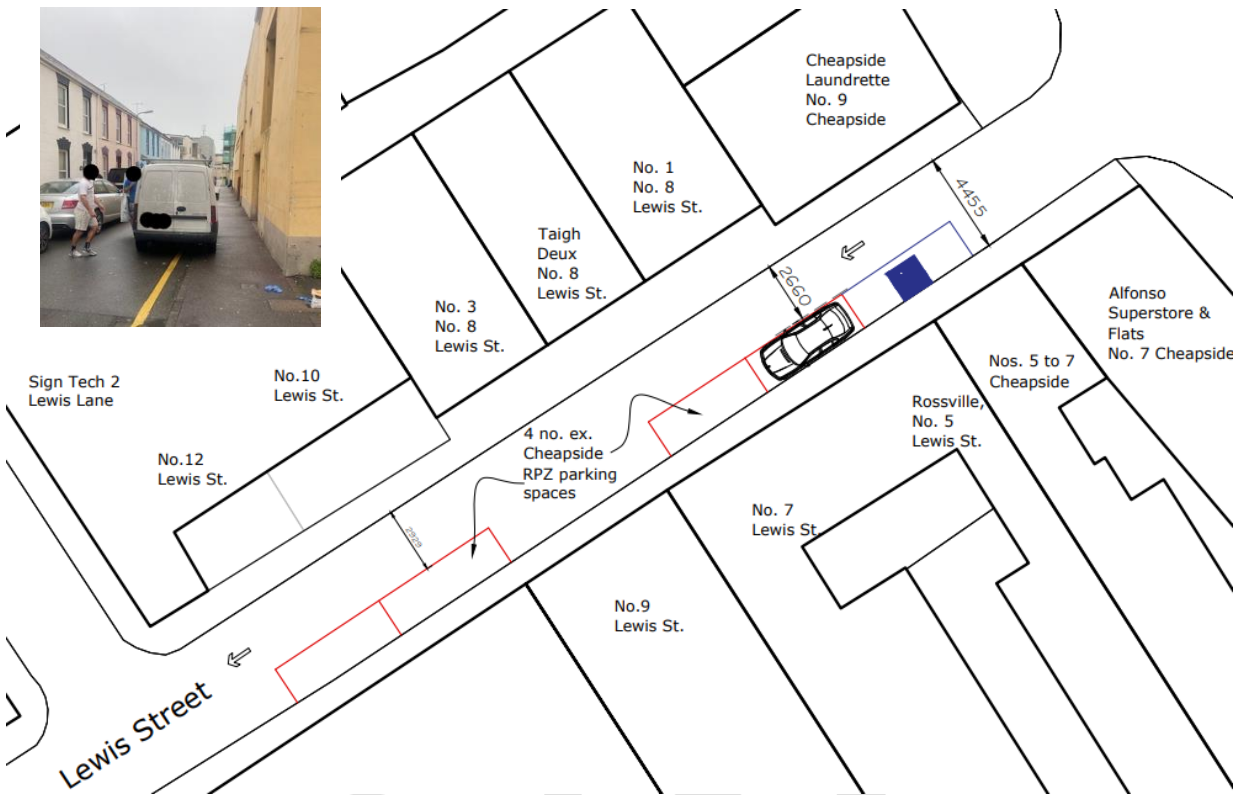 Cheapside
Laundrette
No. 9
Cheapside
4455
No. 1
No. 8
Lewis St.
Taigh
Deux
No. 8
Lewis St.
2660
No. 3
No. 8
Lewis St.
Alfonso
Superstore &
Flats
No. 7 Cheapside
Nos. 5 to 7
Cheapside
Sign Tech 2
Lewis Lane
No.10
Lewis St.
Rossville,
No. 5
Lewis St.
4 no. ex.
Cheapside
RPZ parking
spaces
No.12
Lewis St.
No. 7
Lewis St.
2929
No.9
Lewis St.
Lewis Street